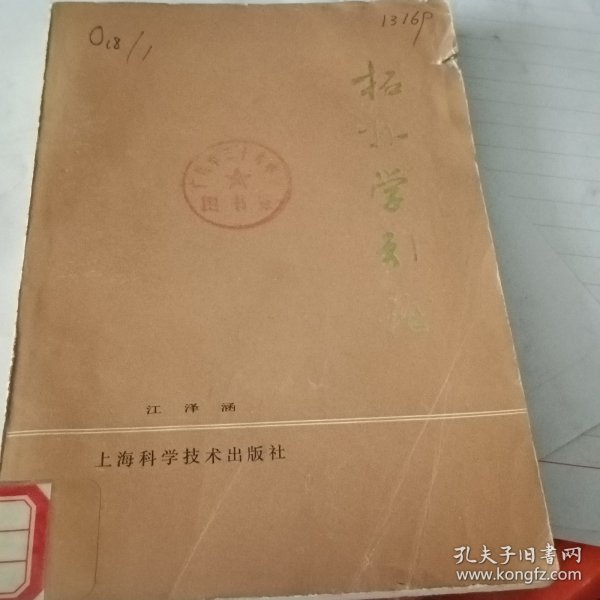 O18/1
1316P
拓扑学引论
江泽涵
上海科学技术出版社
孔夫子旧书网
www.kongfz.com